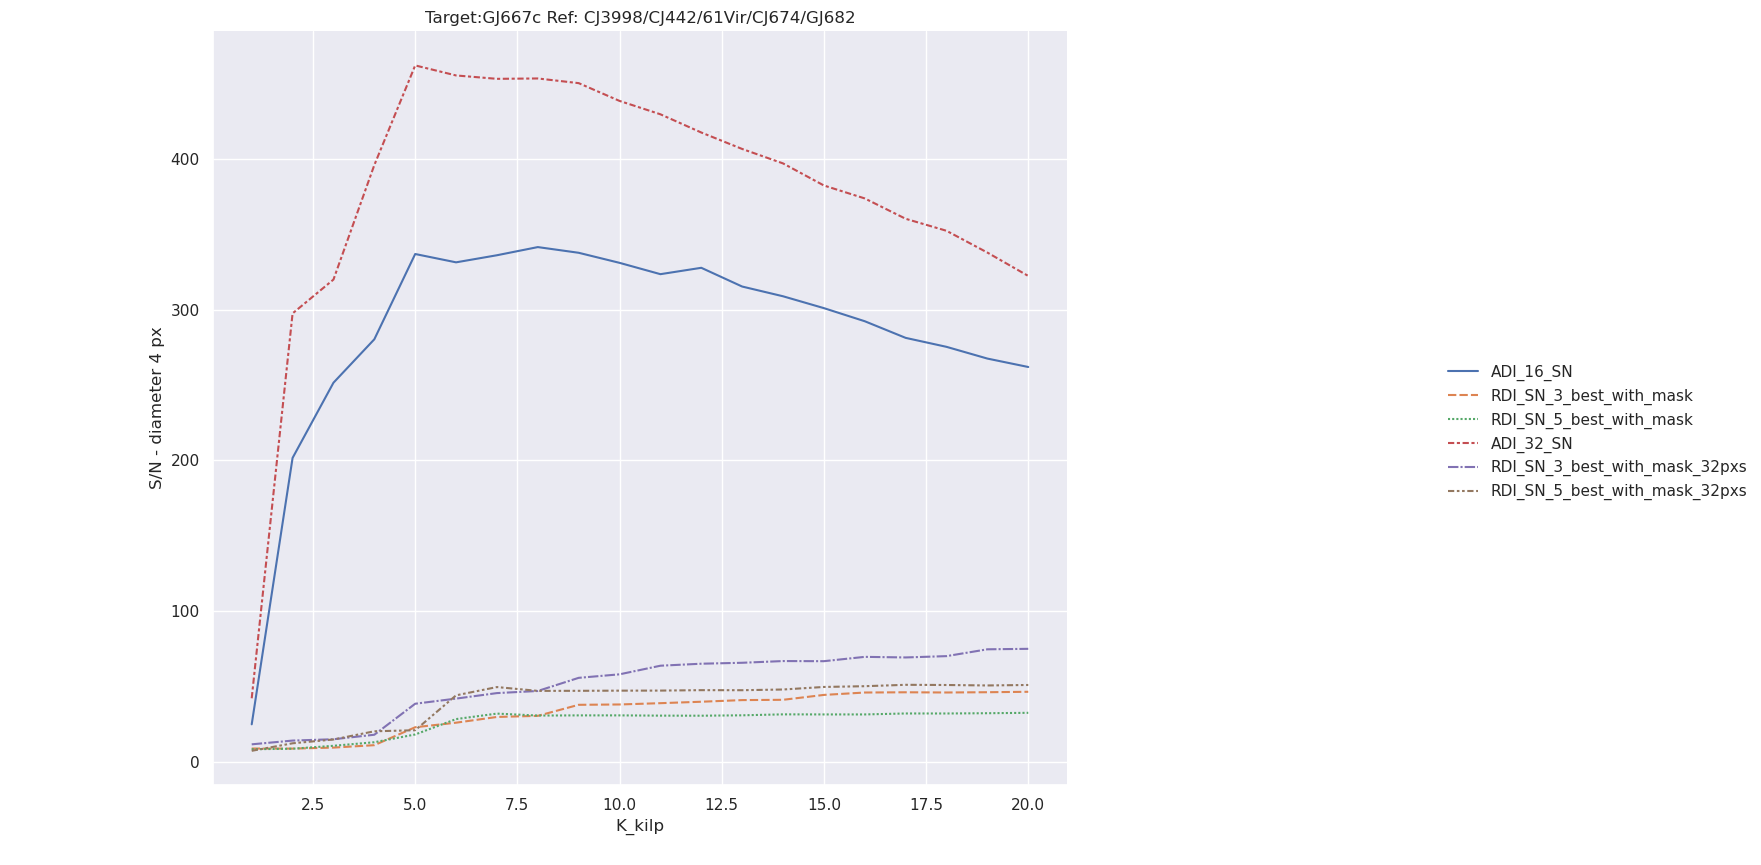 Target:GJ667c Ref: CJ3998/CJ442/61Vir/CJ674/GJ682
400
300
200
100
0
S/N - diameter 4 px
2.5 5.0 7.5 10.0 12.5 15.0 17.5 20.0
K_kilp
ADI_16_SN
RDI_SN_3_best_with_mask
RDI_SN_5_best_with_mask
ADI_32_SN
RDI_SN_3_best_with_mask_32pxs
RDI_SN_5_best_with_mask_32pxs